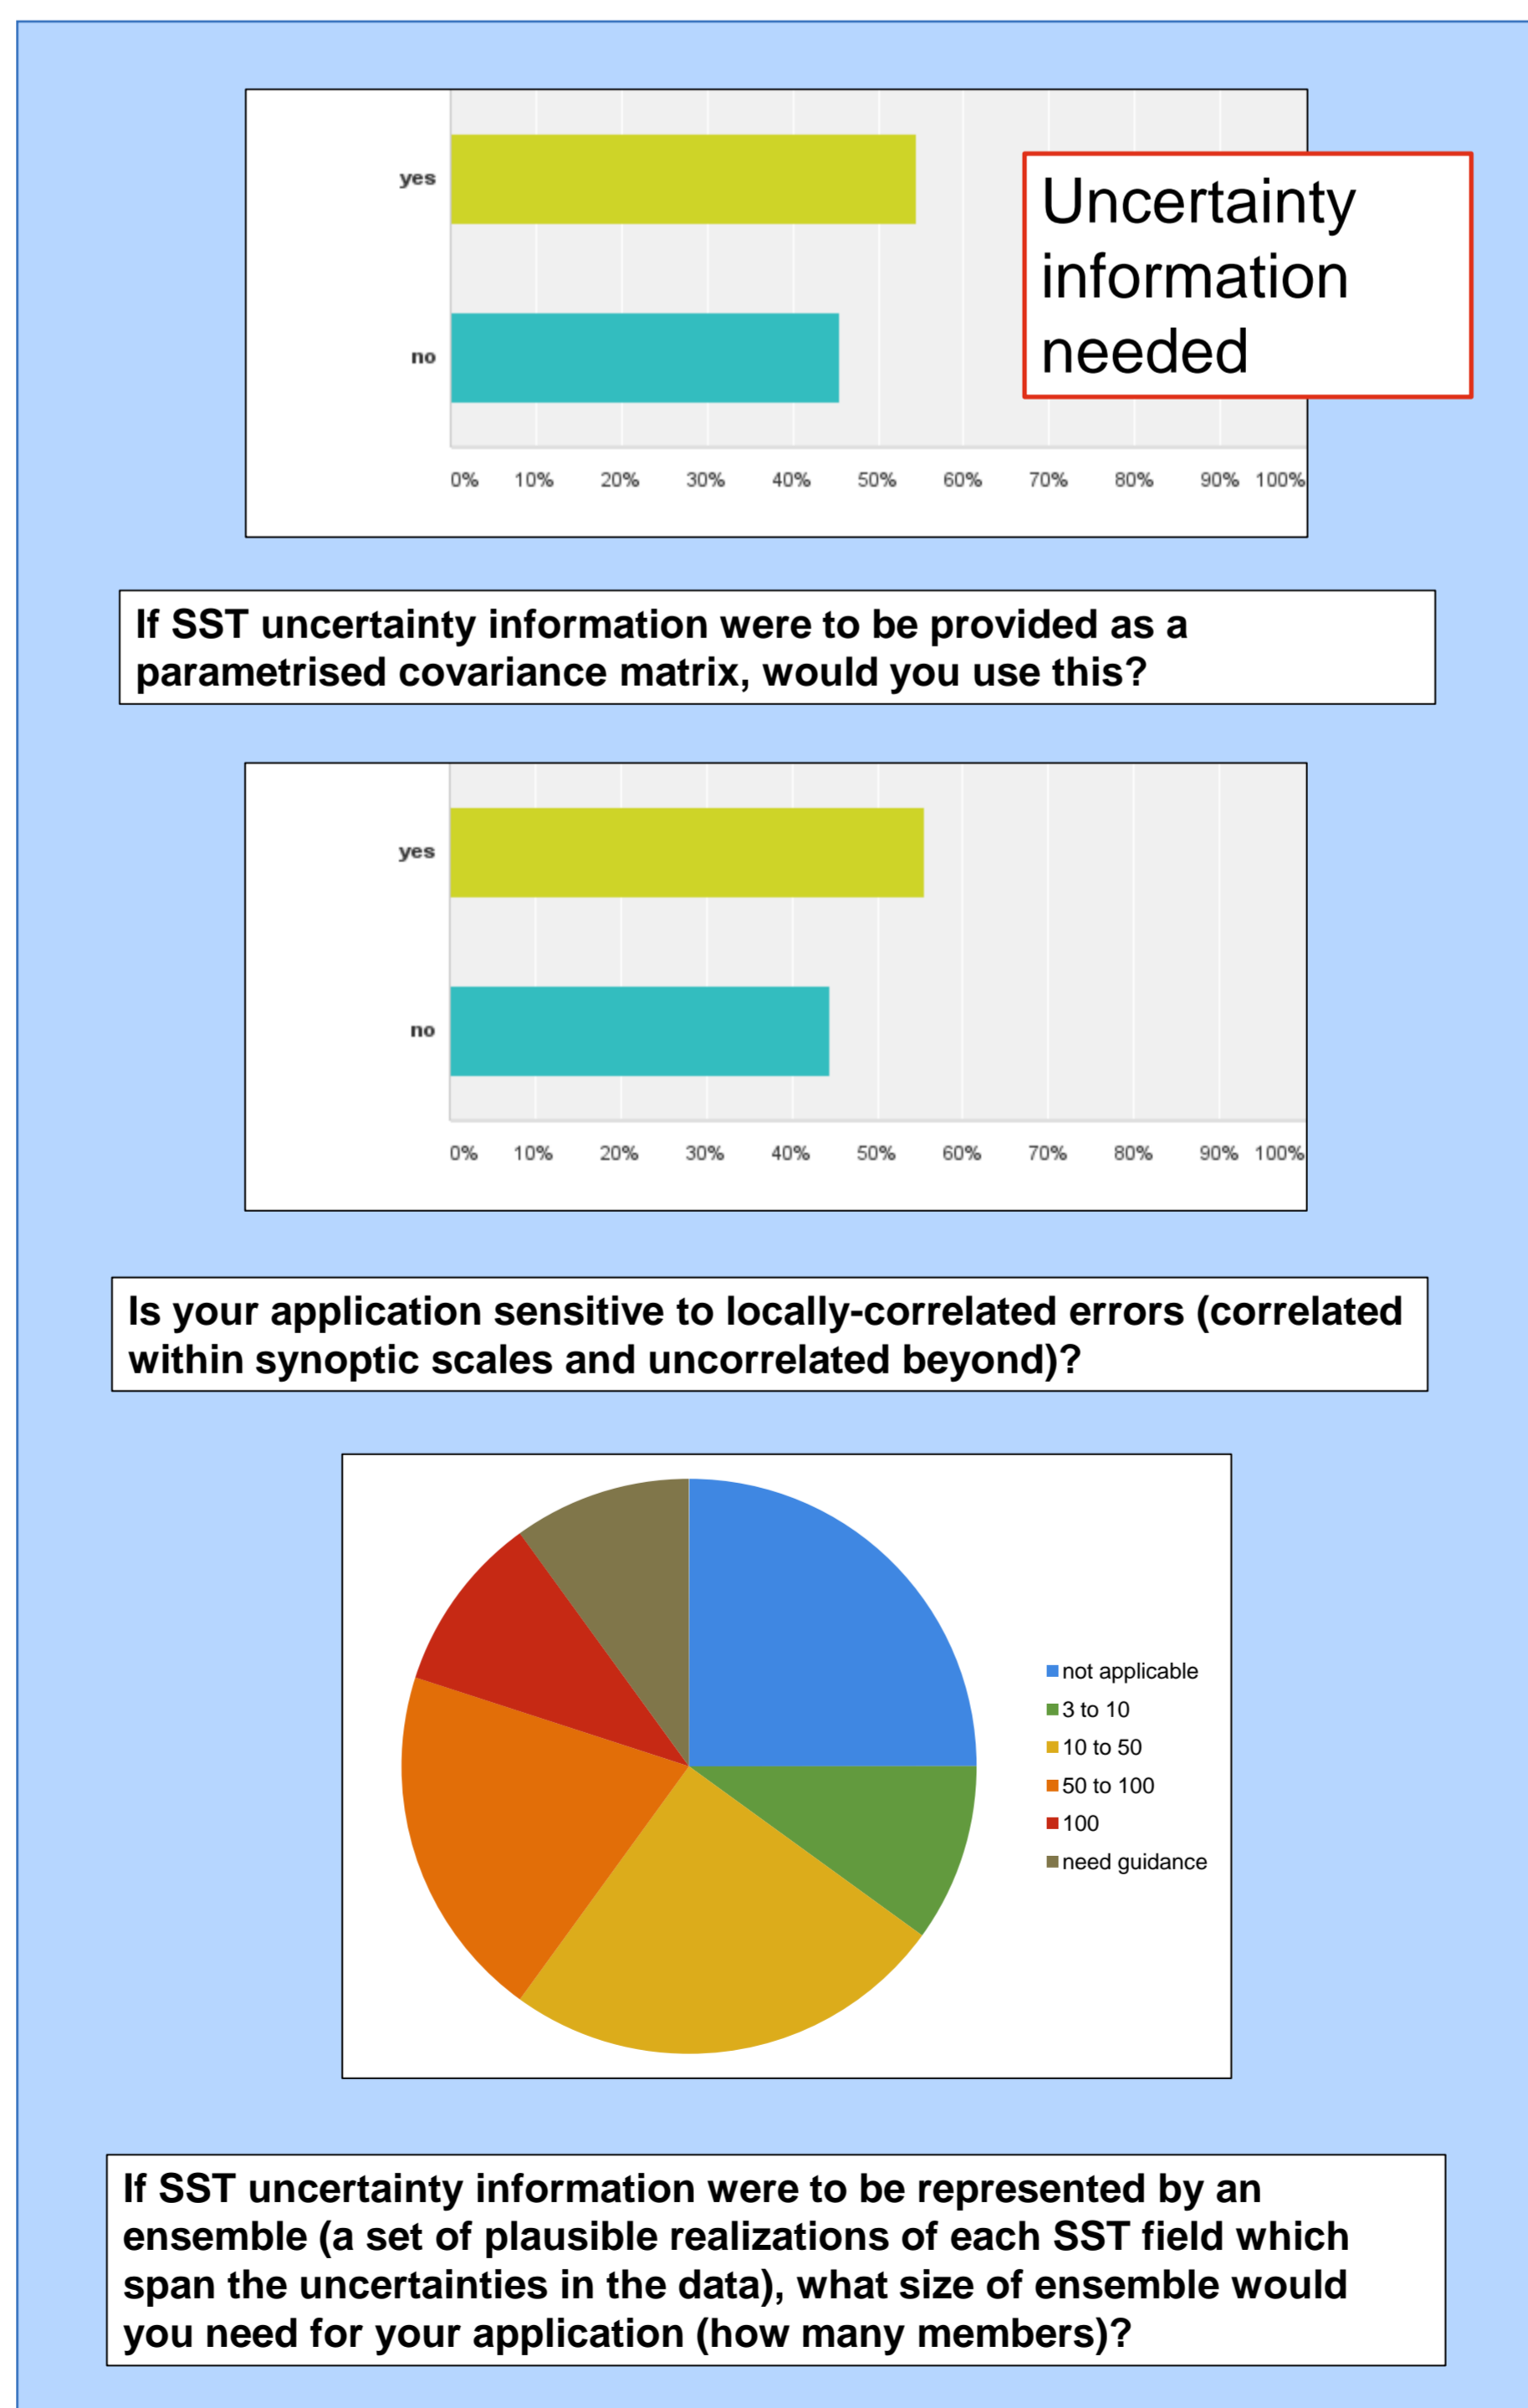 yes
Uncertainty
information
needed
no
0% 10% 20% 30% 40% 50% 60% 70% 80% 90% 100%
If SST uncertainty information were to be provided as a
parametrised covariance matrix, would you use this?
yes
no
0% 10% 20% 30% 40% 50% 60% 70% 80% 90% 100%
Is your application sensitive to locally-correlated errors (correlated
within synoptic scales and uncorrelated beyond)?
not applicable
3 to 10
10 to 50
50 to 100
100
need guidance
If SST uncertainty information were to be represented by an
ensemble (a set of plausible realizations of each SST field which
span the uncertainties in the data), what size of ensemble would
you need for your application (how many members)?